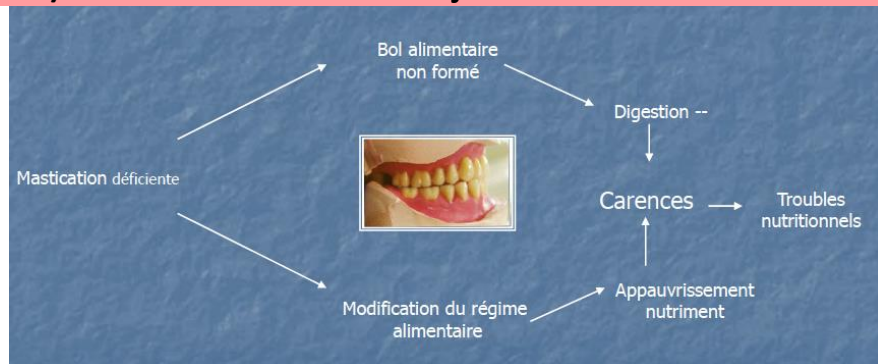 Bol alimentaire
non formé
Digestion --
Mastication déficiente
Carences
Troubles
nutritionnels
Modification du régime
alimentaire
Appauvrissement
nutriment